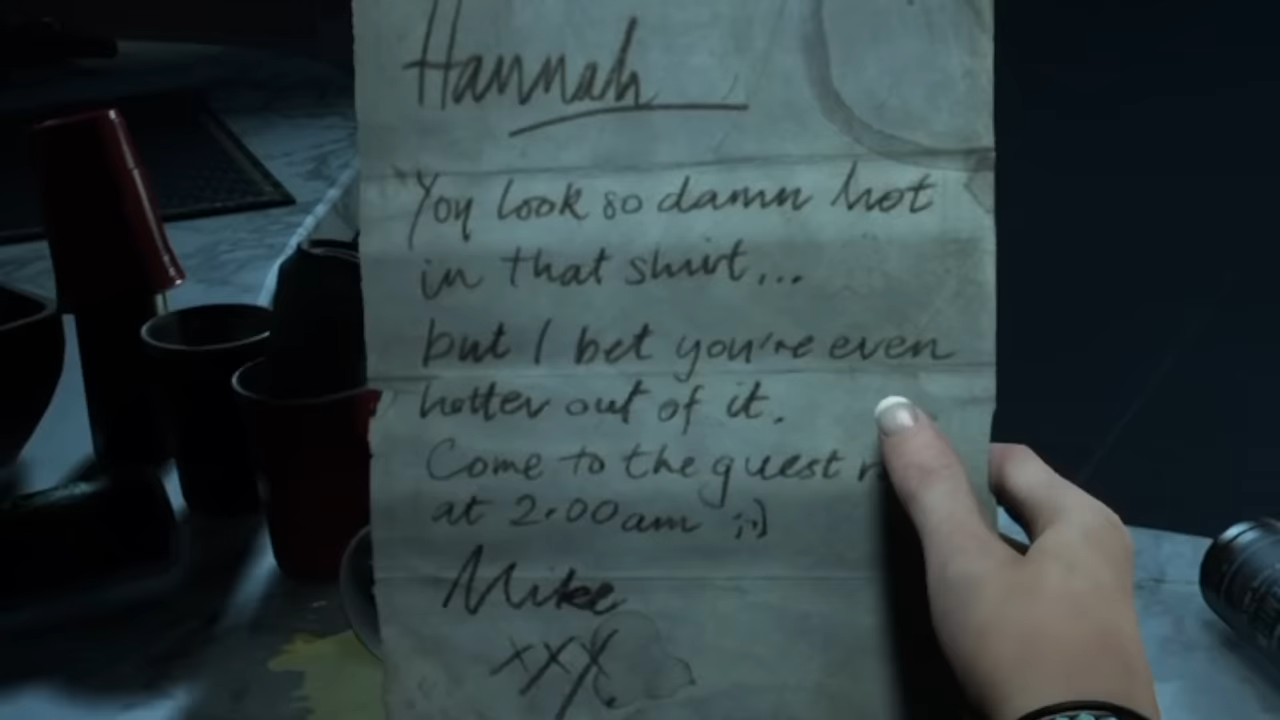 Hannah
You look so damn hot
in that shirt...
but I bet you're even
hotter out of it.
Come to the guest
at 2.00am ;)
Mike
xxx